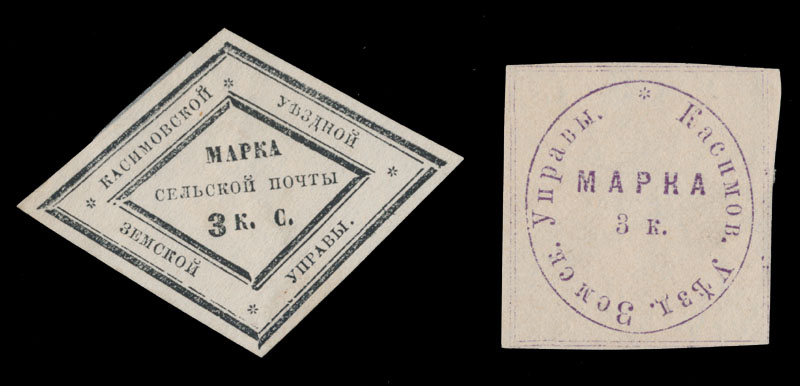 КАСИМОВСКОЙ * УѢЗДНОЙ *
ЗЕМСКОЙ * УПРАВЫ. *
МАРКА
СЕЛЬСКОЙ ПОЧТЫ
3 К. С.
* Касимов. Уѣзд. Земск. Управы.
МАРКА
3 к.